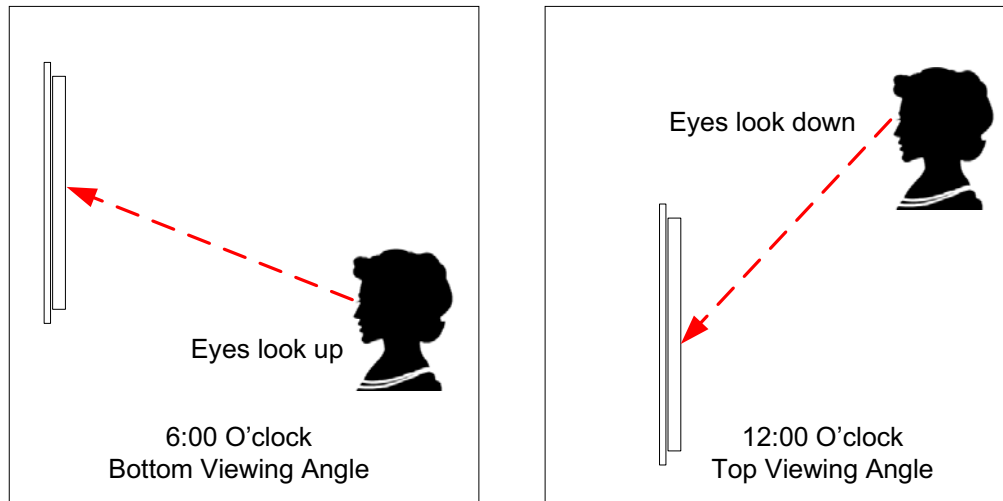 Eyes look up
6:00 O’clock
Bottom Viewing Angle
Eyes look down
12:00 O’clock
Top Viewing Angle